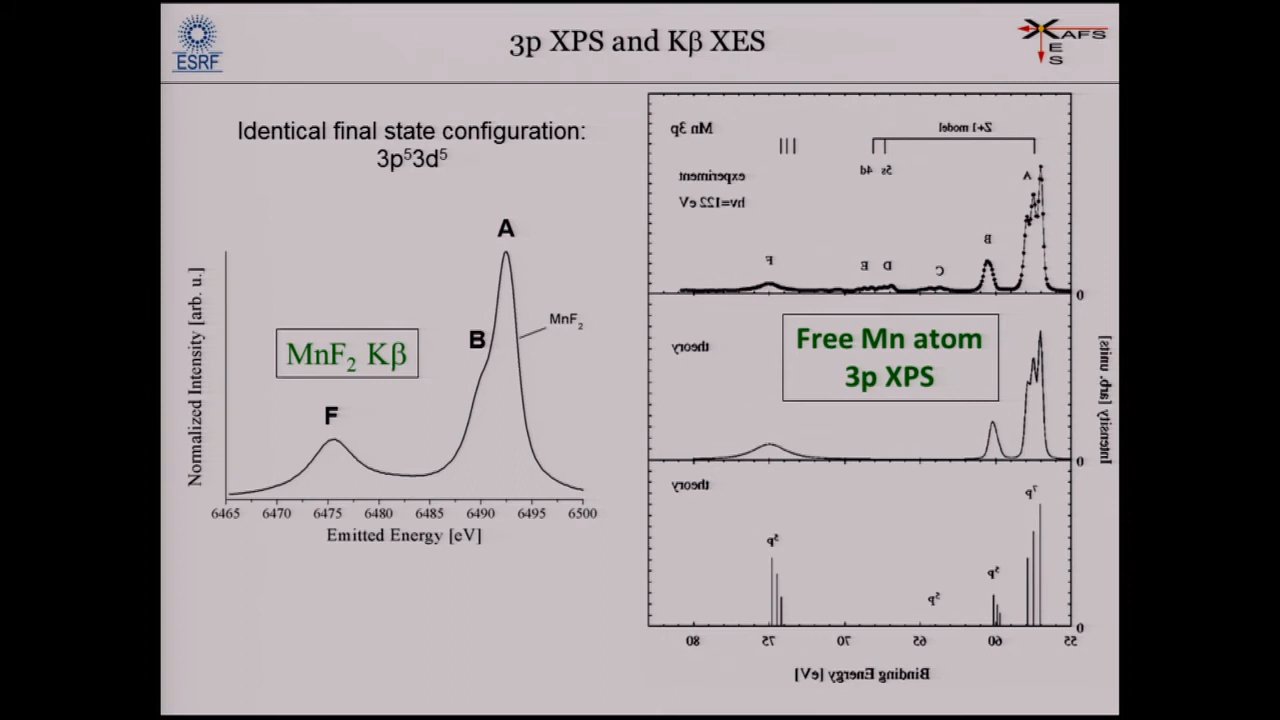 3p XPS and Kβ XES
ESRF
XAFS
E
S
Identical final state configuration:
3p⁵3d⁵
A
B
F
MnF₂
MnF₂ Kβ
Normalized Intensity [arb. u.]
6465 6470 6475 6480 6485 6490 6495 6500
Emitted Energy [eV]
Mn 3p
Z+1 model
4d 5s
experiment
hν=122 eV
F E D C B A
0
theory
Free Mn atom
3p XPS
Intensity [arb. units]
0
theory
⁵P ⁵P ⁵P ⁷P
0
80 75 70 65 60 55
Binding Energy [eV]